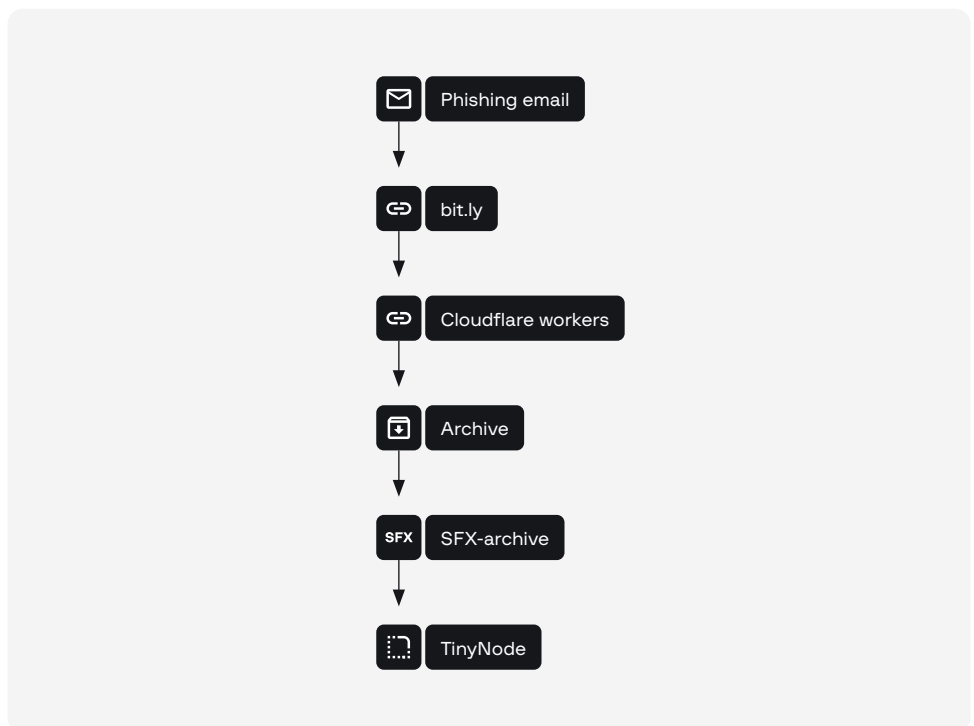 Phishing email
bit.ly
Cloudflare workers
Archive
SFX SFX-archive
TinyNode